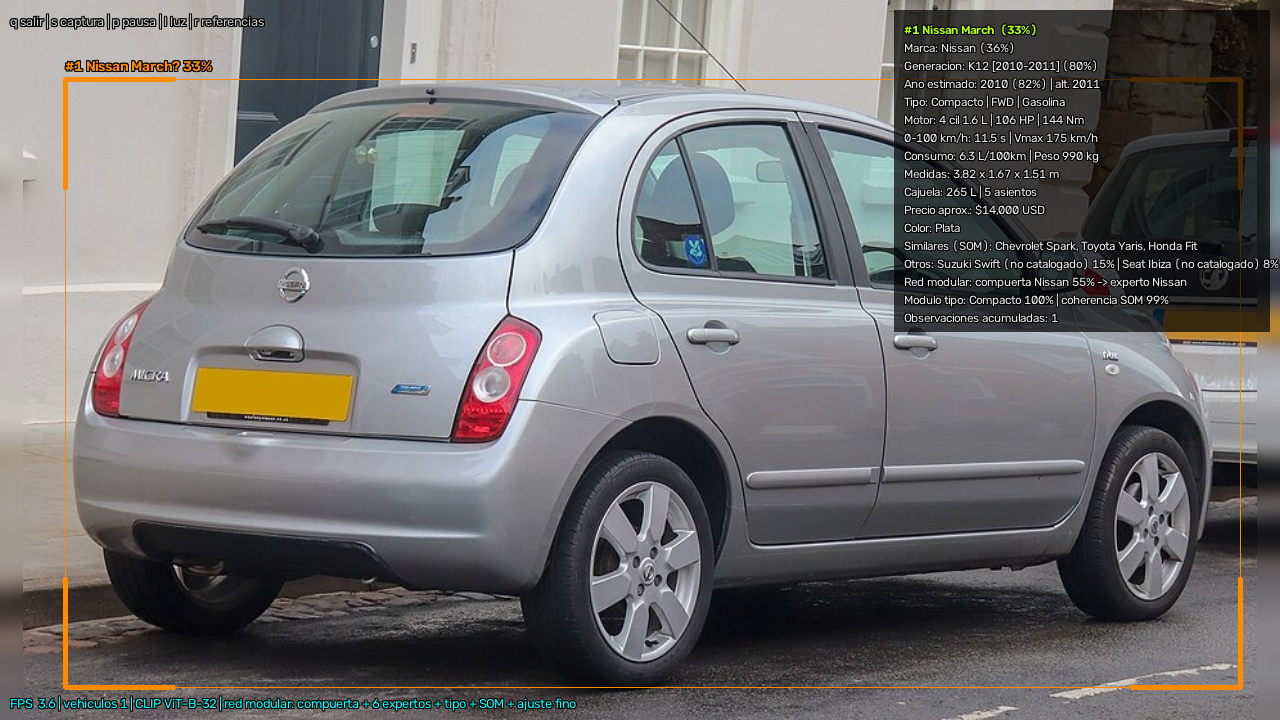 q salir | s captura | p pausa | l luz | r referencias
#1 Nissan March? 33%
#1 Nissan March (33%)
Marca: Nissan (36%)
Generacion: K12 [2010-2011] (80%)
Ano estimado: 2010 (82%) | alt. 2011
Tipo: Compacto | FWD | Gasolina
Motor: 4 cil 1.6 L | 106 HP | 144 Nm
0-100 km/h: 11.5 s | Vmax 175 km/h
Consumo: 6.3 L/100km | Peso 990 kg
Medidas: 3.82 x 1.67 x 1.51 m
Cajuela: 265 L | 5 asientos
Precio aprox.: $14,000 USD
Color: Plata
Similares (SOM): Chevrolet Spark, Toyota Yaris, Honda Fit
Otros: Suzuki Swift (no catalogado) 15% | Seat Ibiza (no catalogado) 8%
Red modular: compuerta Nissan 55% -> experto Nissan
Modulo tipo: Compacto 100% | coherencia SOM 99%
Observaciones acumuladas: 1
NISSAN
MICRA
FPS 3.6 | vehiculos 1 | CLIP ViT-B-32 | red modular: compuerta + 6 expertos + tipo + SOM + ajuste fino